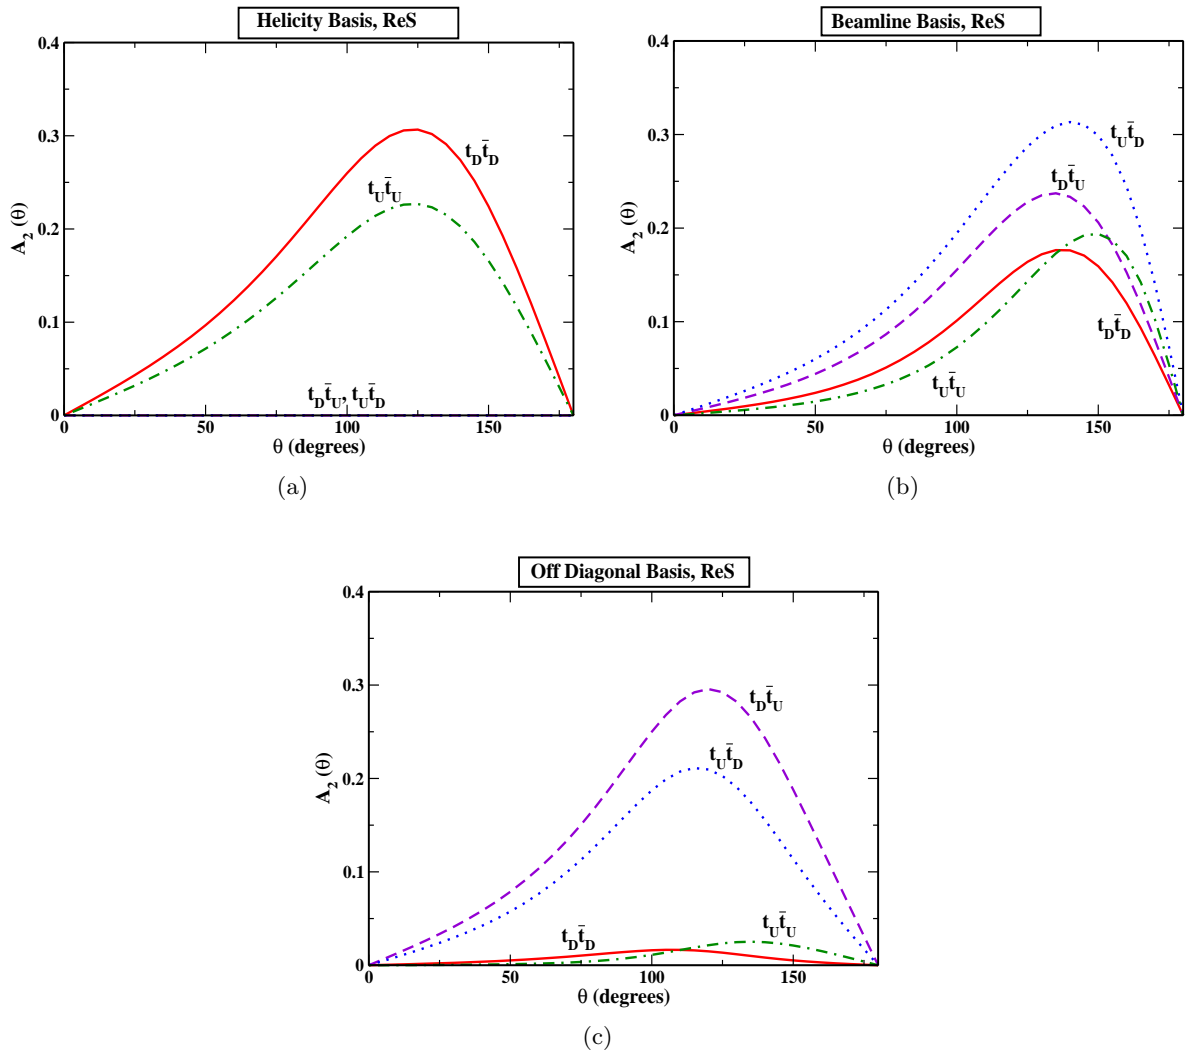 Helicity Basis, ReS
0.4
0.3
0.2
0.1
0
A₂ (θ)
t_D t̄_D
t_U t̄_U
t_D t̄_U, t_U t̄_D
0 50 100 150
θ (degrees)
(a)
Beamline Basis, ReS
0.4
0.3
0.2
0.1
0
A₂ (θ)
t_U t̄_D
t_D t̄_U
t_D t̄_D
t_U t̄_U
0 50 100 150
θ (degrees)
(b)
Off Diagonal Basis, ReS
0.4
0.3
0.2
0.1
0
A₂ (θ)
t_D t̄_U
t_U t̄_D
t_D t̄_D
t_U t̄_U
0 50 100 150
θ (degrees)
(c)